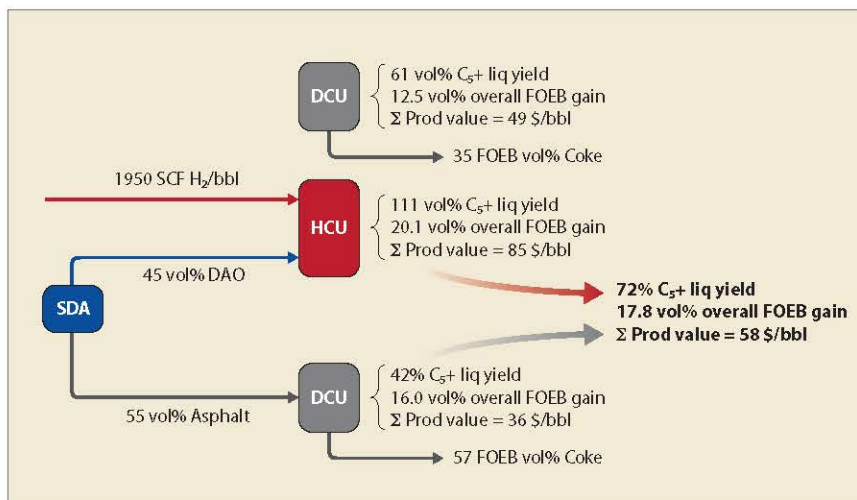 DCU
61 vol% C₅+ liq yield
12.5 vol% overall FOEB gain
Σ Prod value = 49 $/bbl
35 FOEB vol% Coke
1950 SCF H₂/bbl
HCU
111 vol% C₅+ liq yield
20.1 vol% overall FOEB gain
Σ Prod value = 85 $/bbl
45 vol% DAO
SDA
72% C₅+ liq yield
17.8 vol% overall FOEB gain
Σ Prod value = 58 $/bbl
55 vol% Asphalt
DCU
42% C₅+ liq yield
16.0 vol% overall FOEB gain
Σ Prod value = 36 $/bbl
57 FOEB vol% Coke